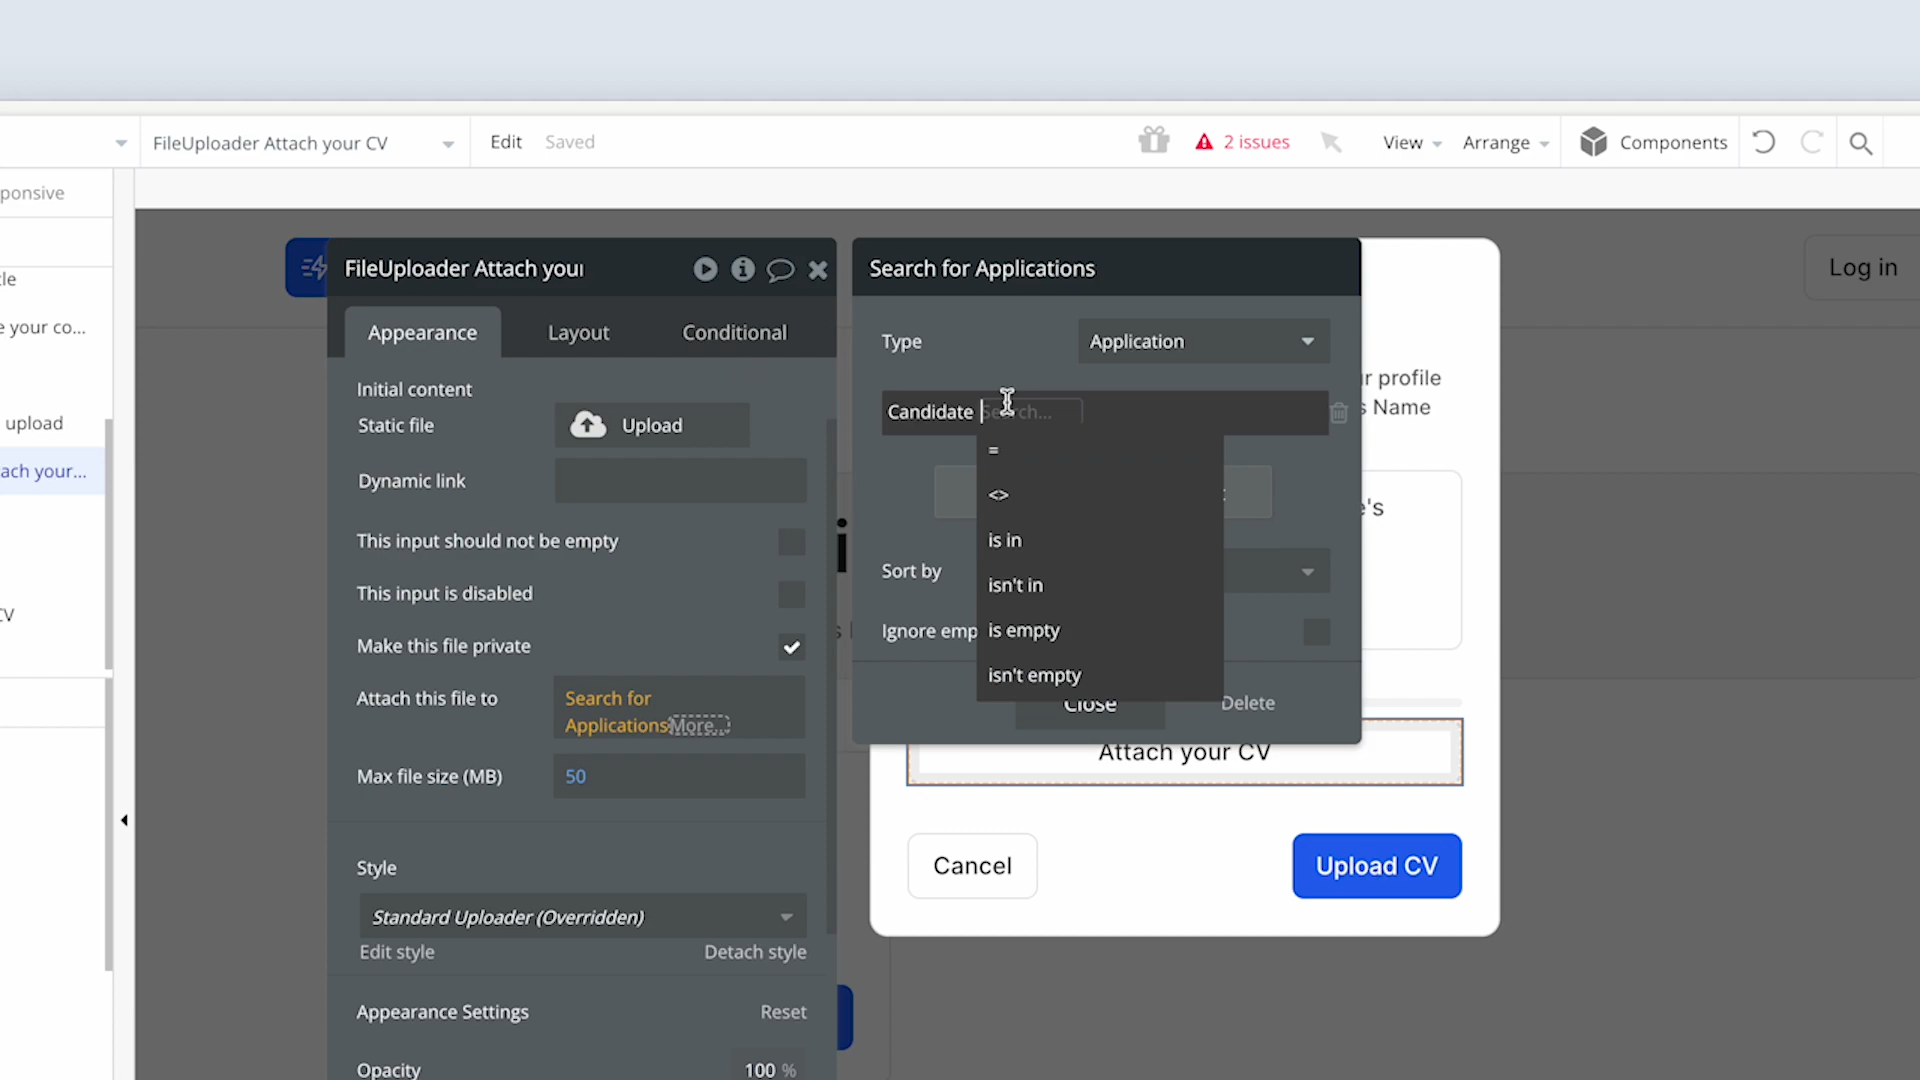 FileUploader Attach your CV
Edit
Saved
2 issues
View
Arrange
Components
ponsive
tle
e your co...
upload
tach your...
CV
FileUploader Attach your
Appearance
Layout
Conditional
Initial content
Static file
Upload
Dynamic link
This input should not be empty
This input is disabled
Make this file private
Attach this file to
Search for
Applications More...
Max file size (MB)
50
Style
Standard Uploader (Overridden)
Edit style
Detach style
Appearance Settings
Reset
Opacity
100 %
Search for Applications
Type
Application
Candidate
Search...
=
<>
is in
isn't in
is empty
isn't empty
Sort by
Ignore emp
Close
Delete
Log in
r profile
s Name
e's
Attach your CV
Cancel
Upload CV